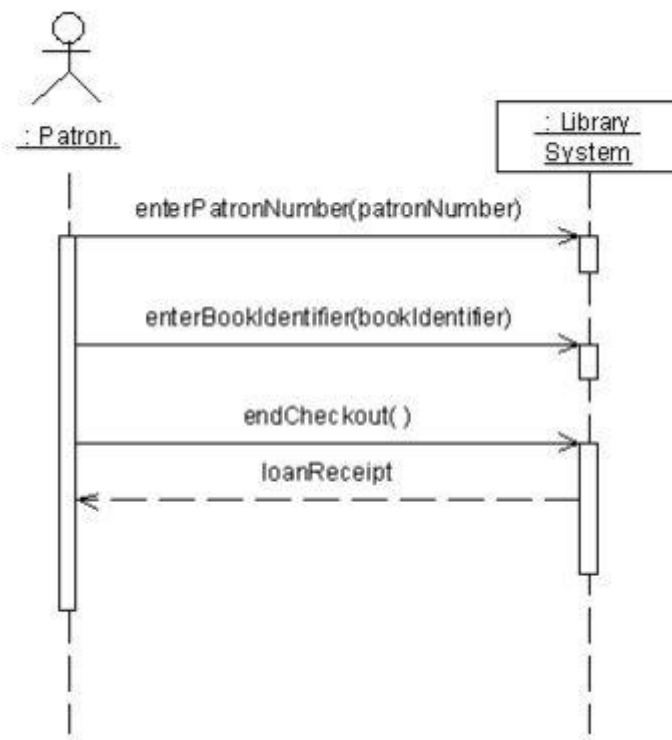 : Patron.
: Library
System
enterPatronNumber(patronNumber)
enterBookIdentifier(bookIdentifier)
endCheckout( )
loanReceipt